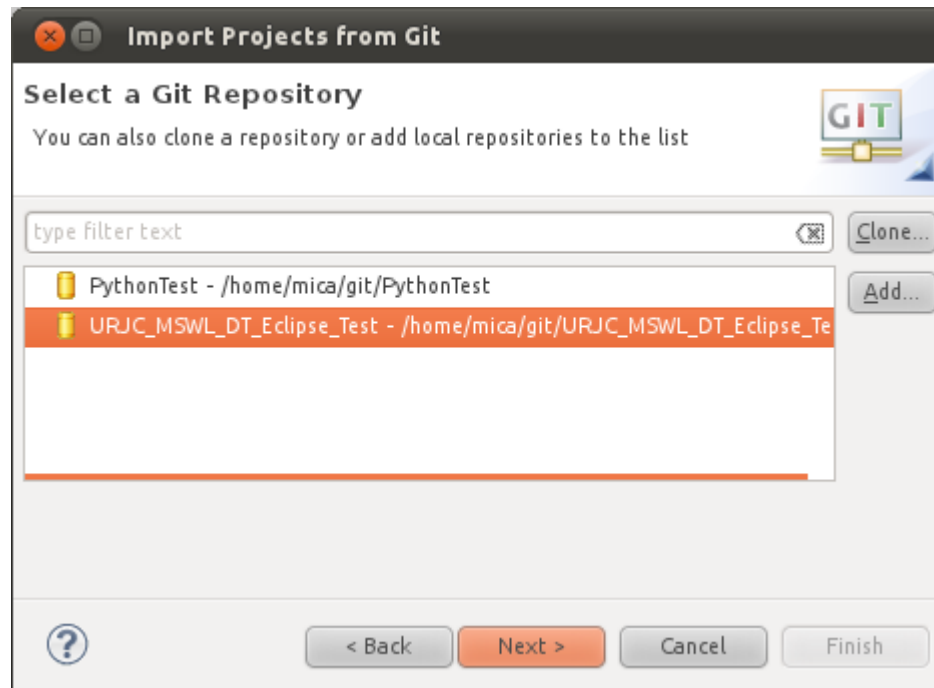 Import Projects from Git
Select a Git Repository
You can also clone a repository or add local repositories to the list
GIT
type filter text
Clone...
PythonTest - /home/mica/git/PythonTest
Add...
URJC_MSWL_DT_Eclipse_Test - /home/mica/git/URJC_MSWL_DT_Eclipse_Te
?
< Back
Next >
Cancel
Finish